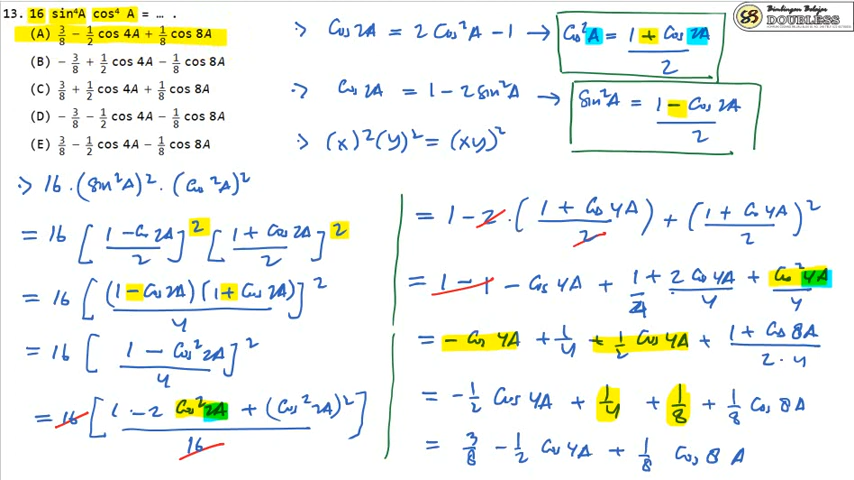 13. 16 sin⁴A cos⁴ A = ... .
(A) 3/8 − 1/2 cos 4A + 1/8 cos 8A
(B) − 3/8 + 1/2 cos 4A − 1/8 cos 8A
(C) 3/8 + 1/2 cos 4A + 1/8 cos 8A
(D) − 3/8 − 1/2 cos 4A − 1/8 cos 8A
(E) 3/8 − 1/2 cos 4A − 1/8 cos 8A
Bimbingan Belajar
DOUBLESS
:> Cos 2A = 2 Cos²A − 1 → Cos²A = (1 + Cos 2A)/2
:> Cos 2A = 1 − 2 Sin²A → Sin²A = (1 − Cos 2A)/2
:> (x)²(y)² = (xy)²
:> 16 · (Sin²A)² · (Cos²A)²
= 16 [(1 − Cos 2A)/2]² [(1 + Cos 2A)/2]²
= 16 [((1 − Cos 2A)(1 + Cos 2A))/4]²
= 16 [(1 − Cos² 2A)/4]²
= 16 [(1 − 2 Cos² 2A + (Cos² 2A)²)/16]
= 1 − 2 · ((1 + Cos 4A)/2) + ((1 + Cos 4A)/2)²
= 1 − 1 − Cos 4A + 1/4 + 2 Cos 4A/4 + Cos² 4A/4
= − Cos 4A + 1/4 + 1/2 Cos 4A + (1 + Cos 8A)/(2 · 4)
= − 1/2 Cos 4A + 1/4 + 1/8 + 1/8 Cos 8A
= 3/8 − 1/2 Cos 4A + 1/8 Cos 8A